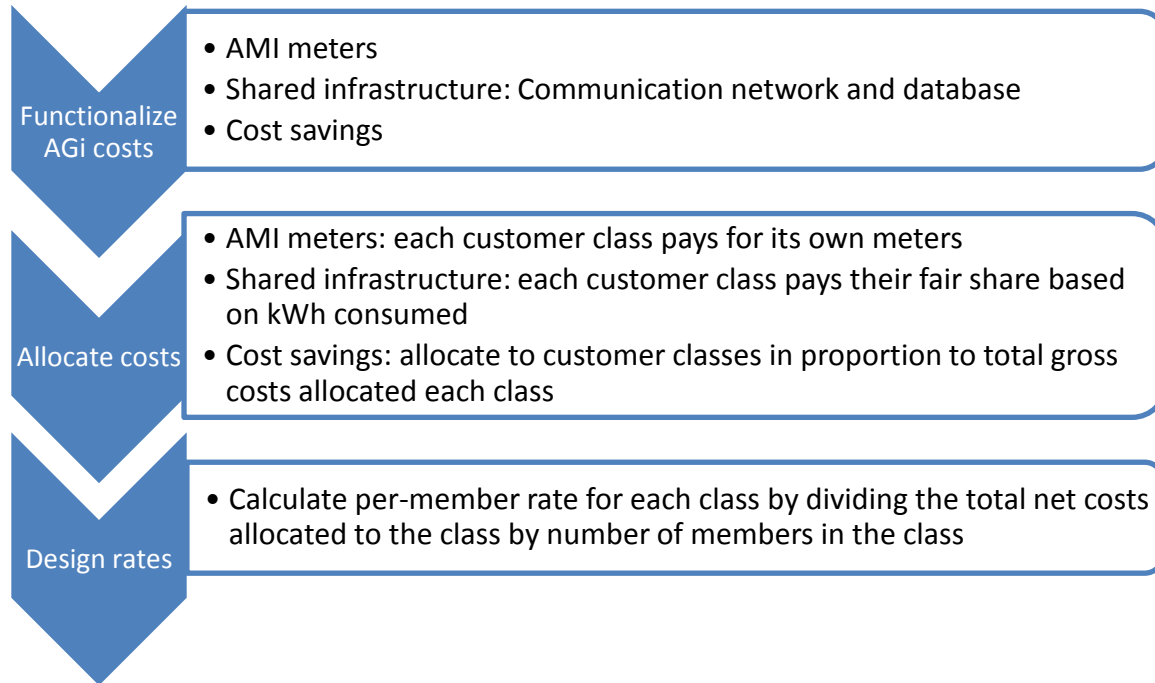 Functionalize
AGi costs
• AMI meters
• Shared infrastructure: Communication network and database
• Cost savings
Allocate costs
• AMI meters: each customer class pays for its own meters
• Shared infrastructure: each customer class pays their fair share based
on kWh consumed
• Cost savings: allocate to customer classes in proportion to total gross
costs allocated each class
Design rates
• Calculate per-member rate for each class by dividing the total net costs
allocated to the class by number of members in the class